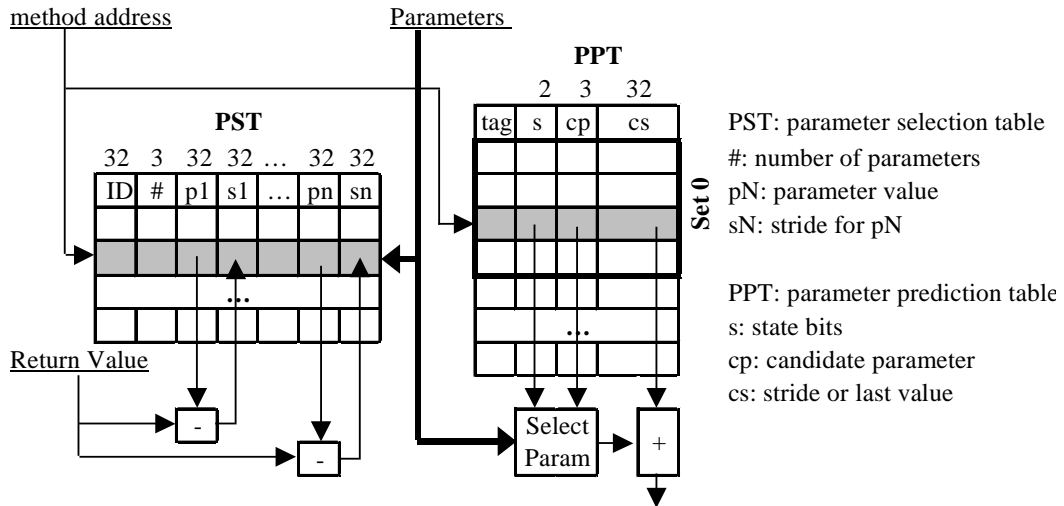 method address
Parameters
PPT
2 3 32
tag s cp cs
PST
32 3 32 32 … 32 32
ID # p1 s1 … pn sn
Set 0
...
...
Return Value
-
-
Select
Param
+
PST: parameter selection table
#: number of parameters
pN: parameter value
sN: stride for pN
PPT: parameter prediction table
s: state bits
cp: candidate parameter
cs: stride or last value